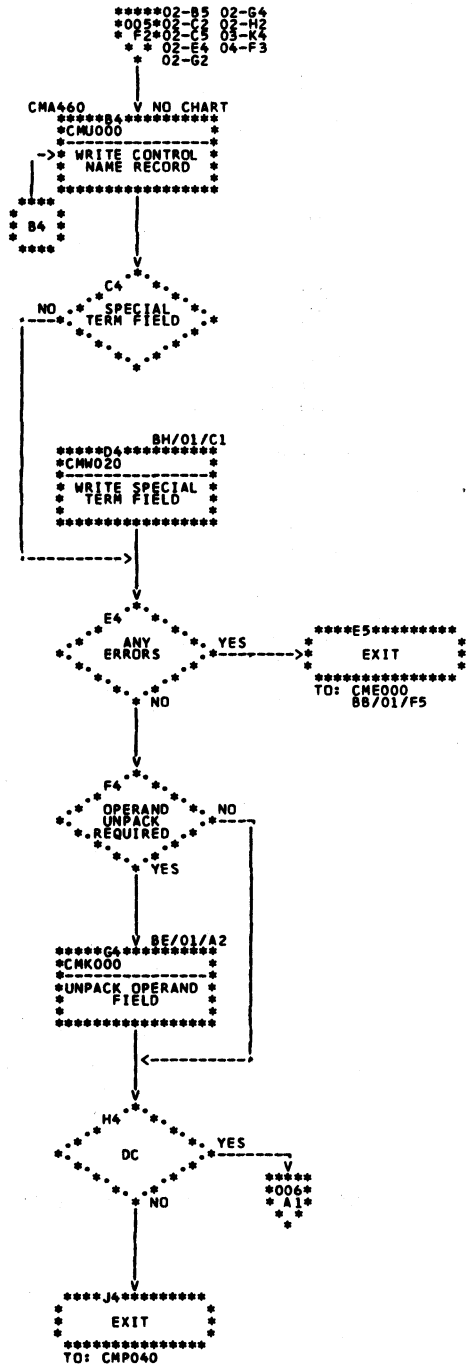 *****02-B5 02-G4
*005*02-C2 02-H2
* F2*02-C5 03-K4
* * 02-E4 04-F3
* 02-G2
CMA460 V NO CHART
*****B4**********
*CMU000 *
*---------------*
-> WRITE CONTROL
NAME RECORD
*****************
****
* B4 *
****
C4
NO
SPECIAL
TERM FIELD
BH/01/C1
*****D4**********
*CMW020 *
*---------------*
* WRITE SPECIAL *
* TERM FIELD *
*****************
E4
ANY
ERRORS
YES
NO
****E5*********
* EXIT *
***************
TO: CME000
BB/01/F5
F4
OPERAND
UNPACK
REQUIRED
NO
YES
V BE/01/A2
*****G4**********
*CMK000 *
*---------------*
*UNPACK OPERAND *
* FIELD *
*****************
H4
DC
YES
NO
*****
*006*
* A1*
* *
*
****J4*********
* EXIT *
***************
TO: CMP040